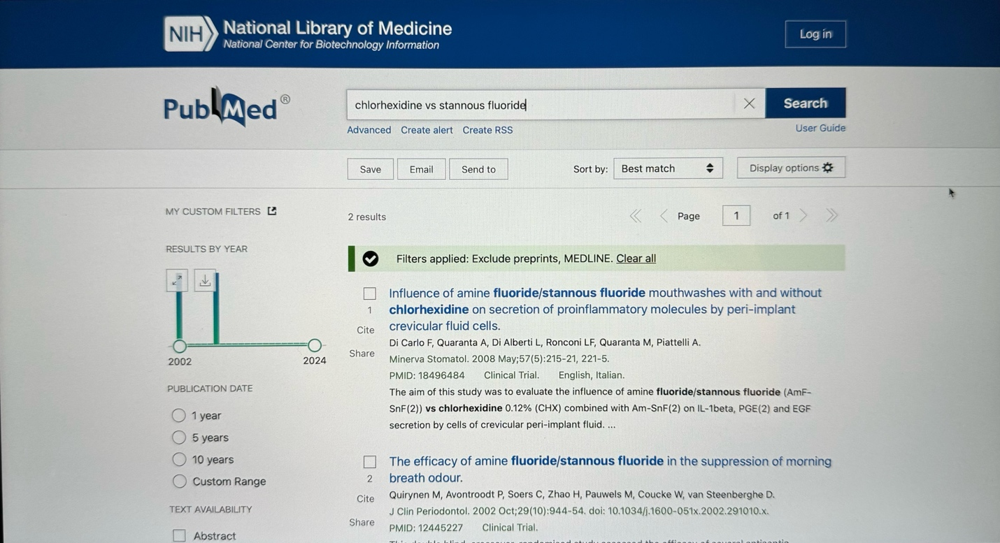 NIH
National Library of Medicine
National Center for Biotechnology Information
Log in
PubMed®
chlorhexidine vs stannous fluoride
Search
Advanced Create alert Create RSS
User Guide
Save Email Send to
Sort by: Best match
Display options
MY CUSTOM FILTERS
2 results
Page 1 of 1
RESULTS BY YEAR
2002 2024
Filters applied: Exclude preprints, MEDLINE. Clear all
1
Cite
Share
Influence of amine fluoride/stannous fluoride mouthwashes with and without
chlorhexidine on secretion of proinflammatory molecules by peri-implant
crevicular fluid cells.
Di Carlo F, Quaranta A, Di Alberti L, Ronconi LF, Quaranta M, Piattelli A.
Minerva Stomatol. 2008 May;57(5):215-21, 221-5.
PMID: 18496484 Clinical Trial. English, Italian.
The aim of this study was to evaluate the influence of amine fluoride/stannous fluoride (AmF-
SnF(2)) vs chlorhexidine 0.12% (CHX) combined with Am-SnF(2) on IL-1beta, PGE(2) and EGF
secretion by cells of crevicular peri-implant fluid. ...
PUBLICATION DATE
1 year
5 years
10 years
Custom Range
TEXT AVAILABILITY
Abstract
2
Cite
Share
The efficacy of amine fluoride/stannous fluoride in the suppression of morning
breath odour.
Quirynen M, Avontroodt P, Soers C, Zhao H, Pauwels M, Coucke W, van Steenberghe D.
J Clin Periodontol. 2002 Oct;29(10):944-54. doi: 10.1034/j.1600-051x.2002.291010.x.
PMID: 12445227 Clinical Trial.